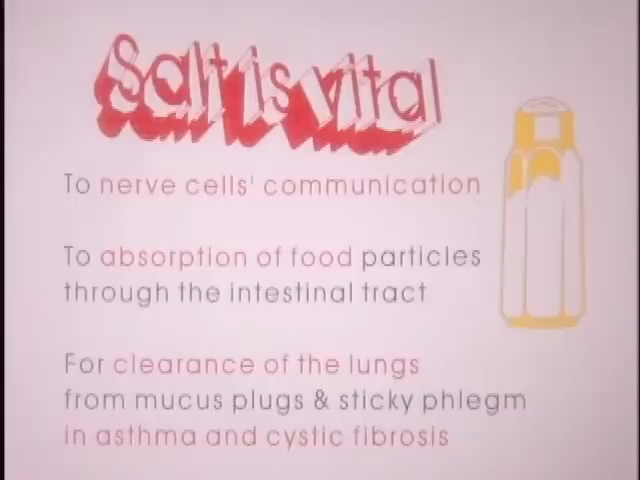 Salt is vital
To nerve cells' communication
To absorption of food particles
through the intestinal tract
For clearance of the lungs
from mucus plugs & sticky phlegm
in asthma and cystic fibrosis